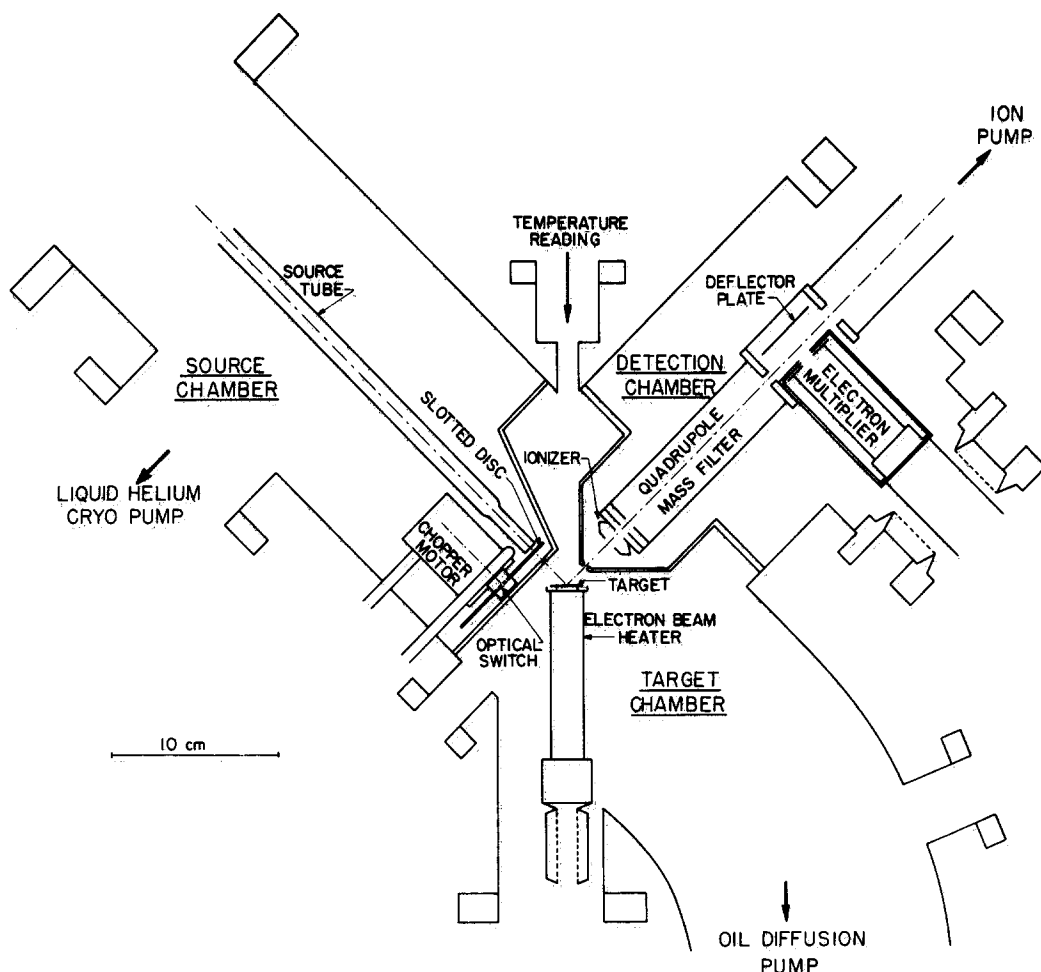 ION
PUMP
TEMPERATURE
READING
SOURCE
TUBE
DEFLECTOR
PLATE
SOURCE
CHAMBER
DETECTION
CHAMBER
ELECTRON
MULTIPLIER
SLOTTED DISC
IONIZER
QUADRUPOLE
MASS FILTER
LIQUID HELIUM
CRYO PUMP
CHOPPER
MOTOR
TARGET
ELECTRON BEAM
HEATER
OPTICAL
SWITCH
TARGET
CHAMBER
10 cm
OIL DIFFUSION
PUMP